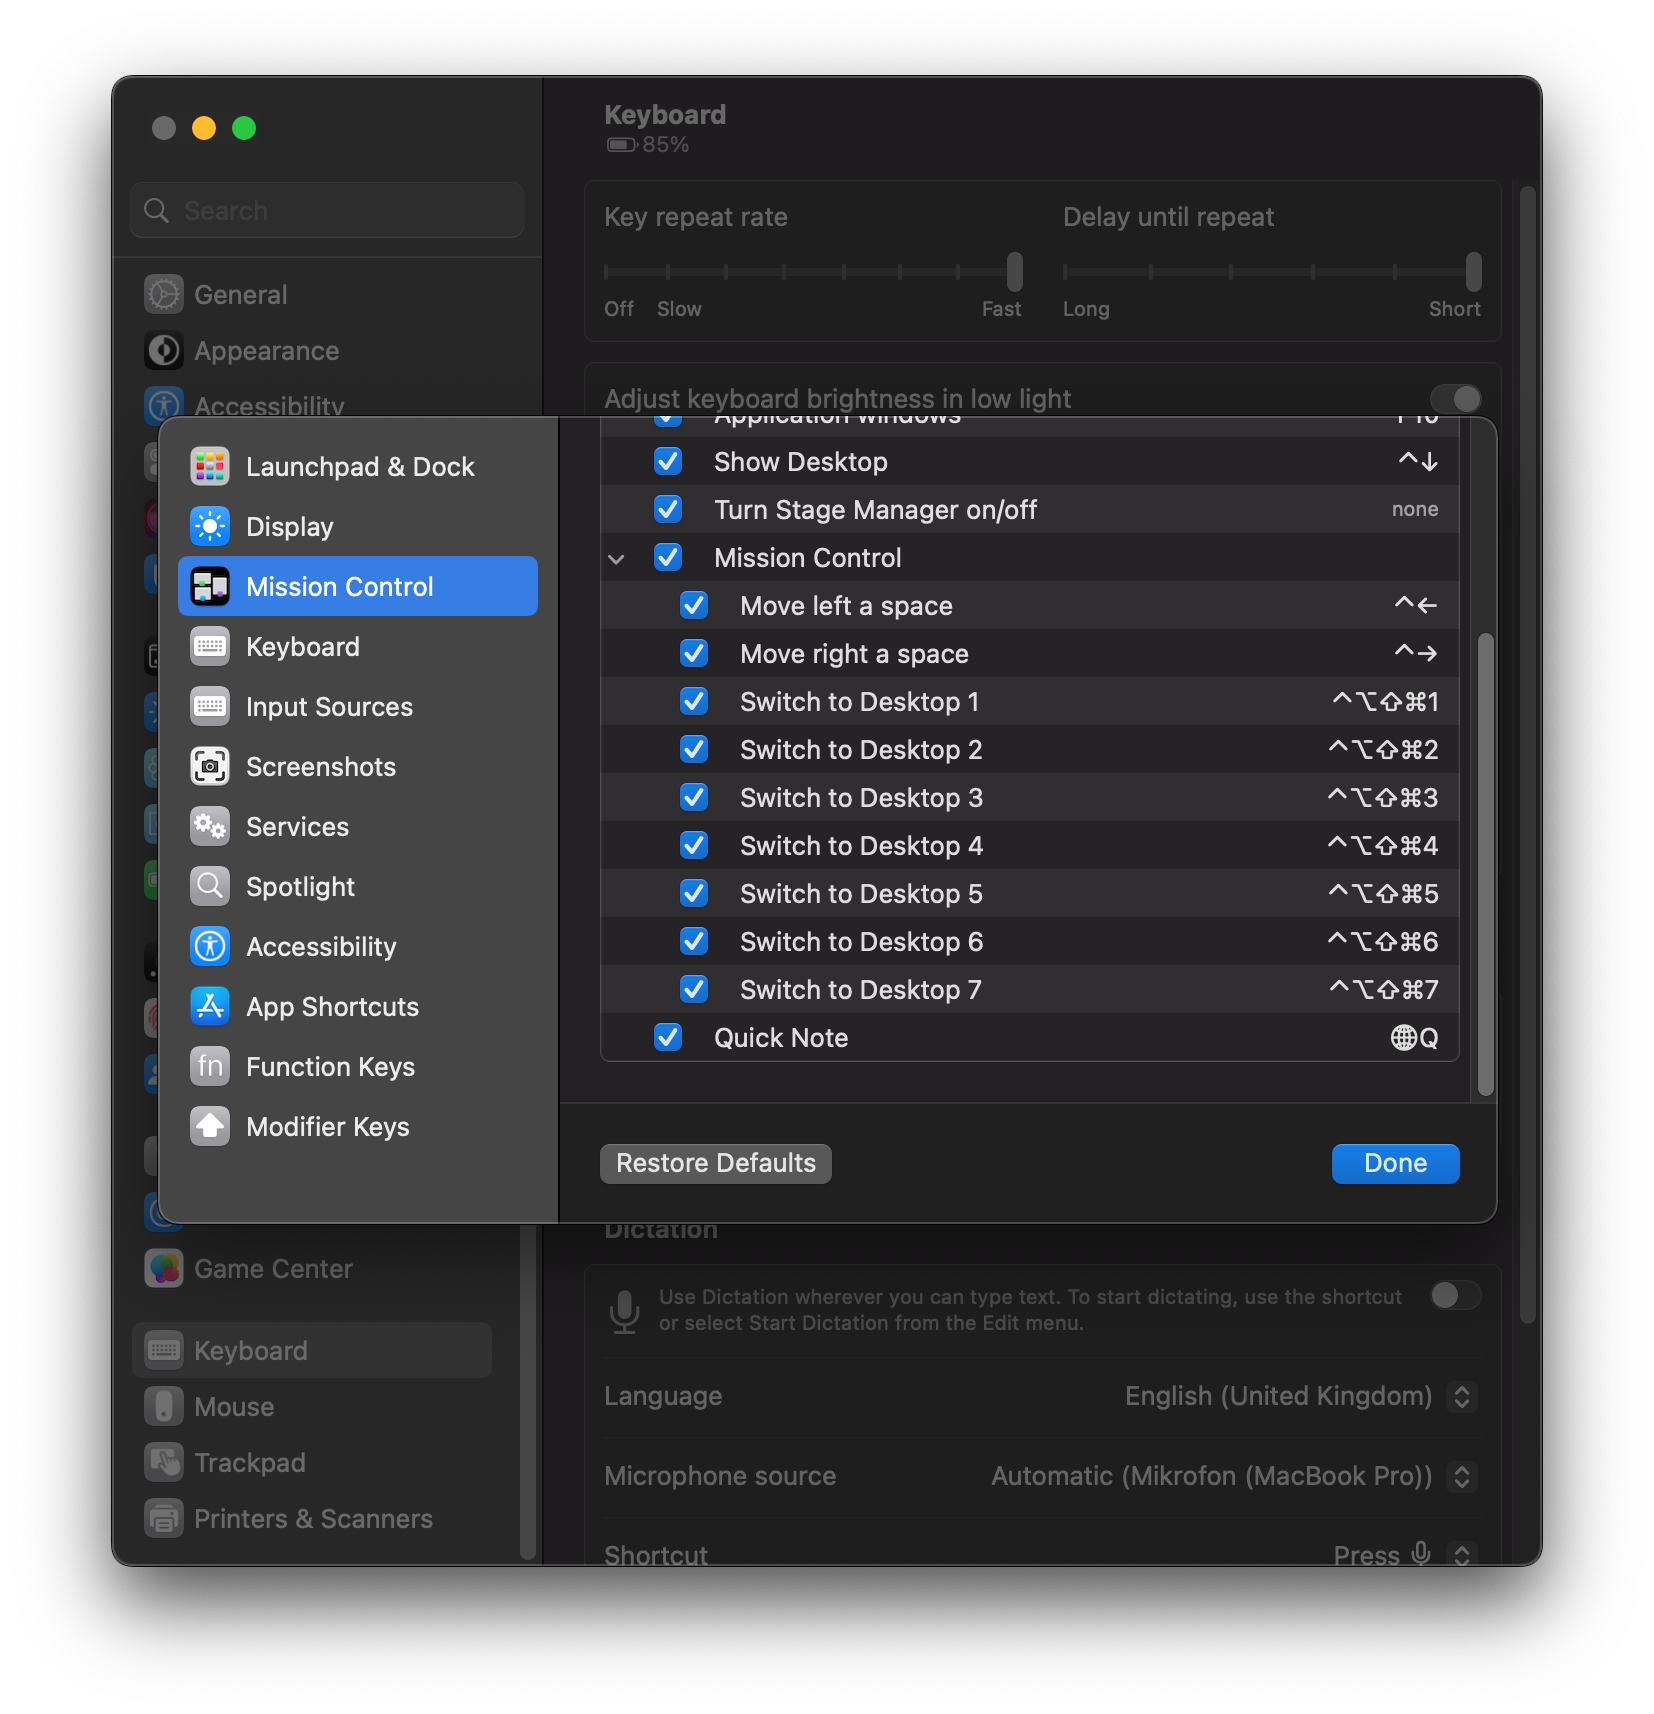 Keyboard
85%
Search
Key repeat rate
Delay until repeat
Off Slow Fast
Long Short
General
Appearance
Accessibility
Adjust keyboard brightness in low light
Launchpad & Dock
Display
Mission Control
Keyboard
Input Sources
Screenshots
Services
Spotlight
Accessibility
App Shortcuts
Function Keys
fn
Modifier Keys
Application windows F10
Show Desktop ^↓
Turn Stage Manager on/off none
Mission Control
Move left a space ^←
Move right a space ^→
Switch to Desktop 1 ^⌥⇧⌘1
Switch to Desktop 2 ^⌥⇧⌘2
Switch to Desktop 3 ^⌥⇧⌘3
Switch to Desktop 4 ^⌥⇧⌘4
Switch to Desktop 5 ^⌥⇧⌘5
Switch to Desktop 6 ^⌥⇧⌘6
Switch to Desktop 7 ^⌥⇧⌘7
Quick Note 🌐Q
Restore Defaults
Done
Game Center
Keyboard
Mouse
Trackpad
Printers & Scanners
Dictation
Use Dictation wherever you can type text. To start dictating, use the shortcut
or select Start Dictation from the Edit menu.
Language English (United Kingdom)
Microphone source Automatic (Mikrofon (MacBook Pro))
Shortcut Press